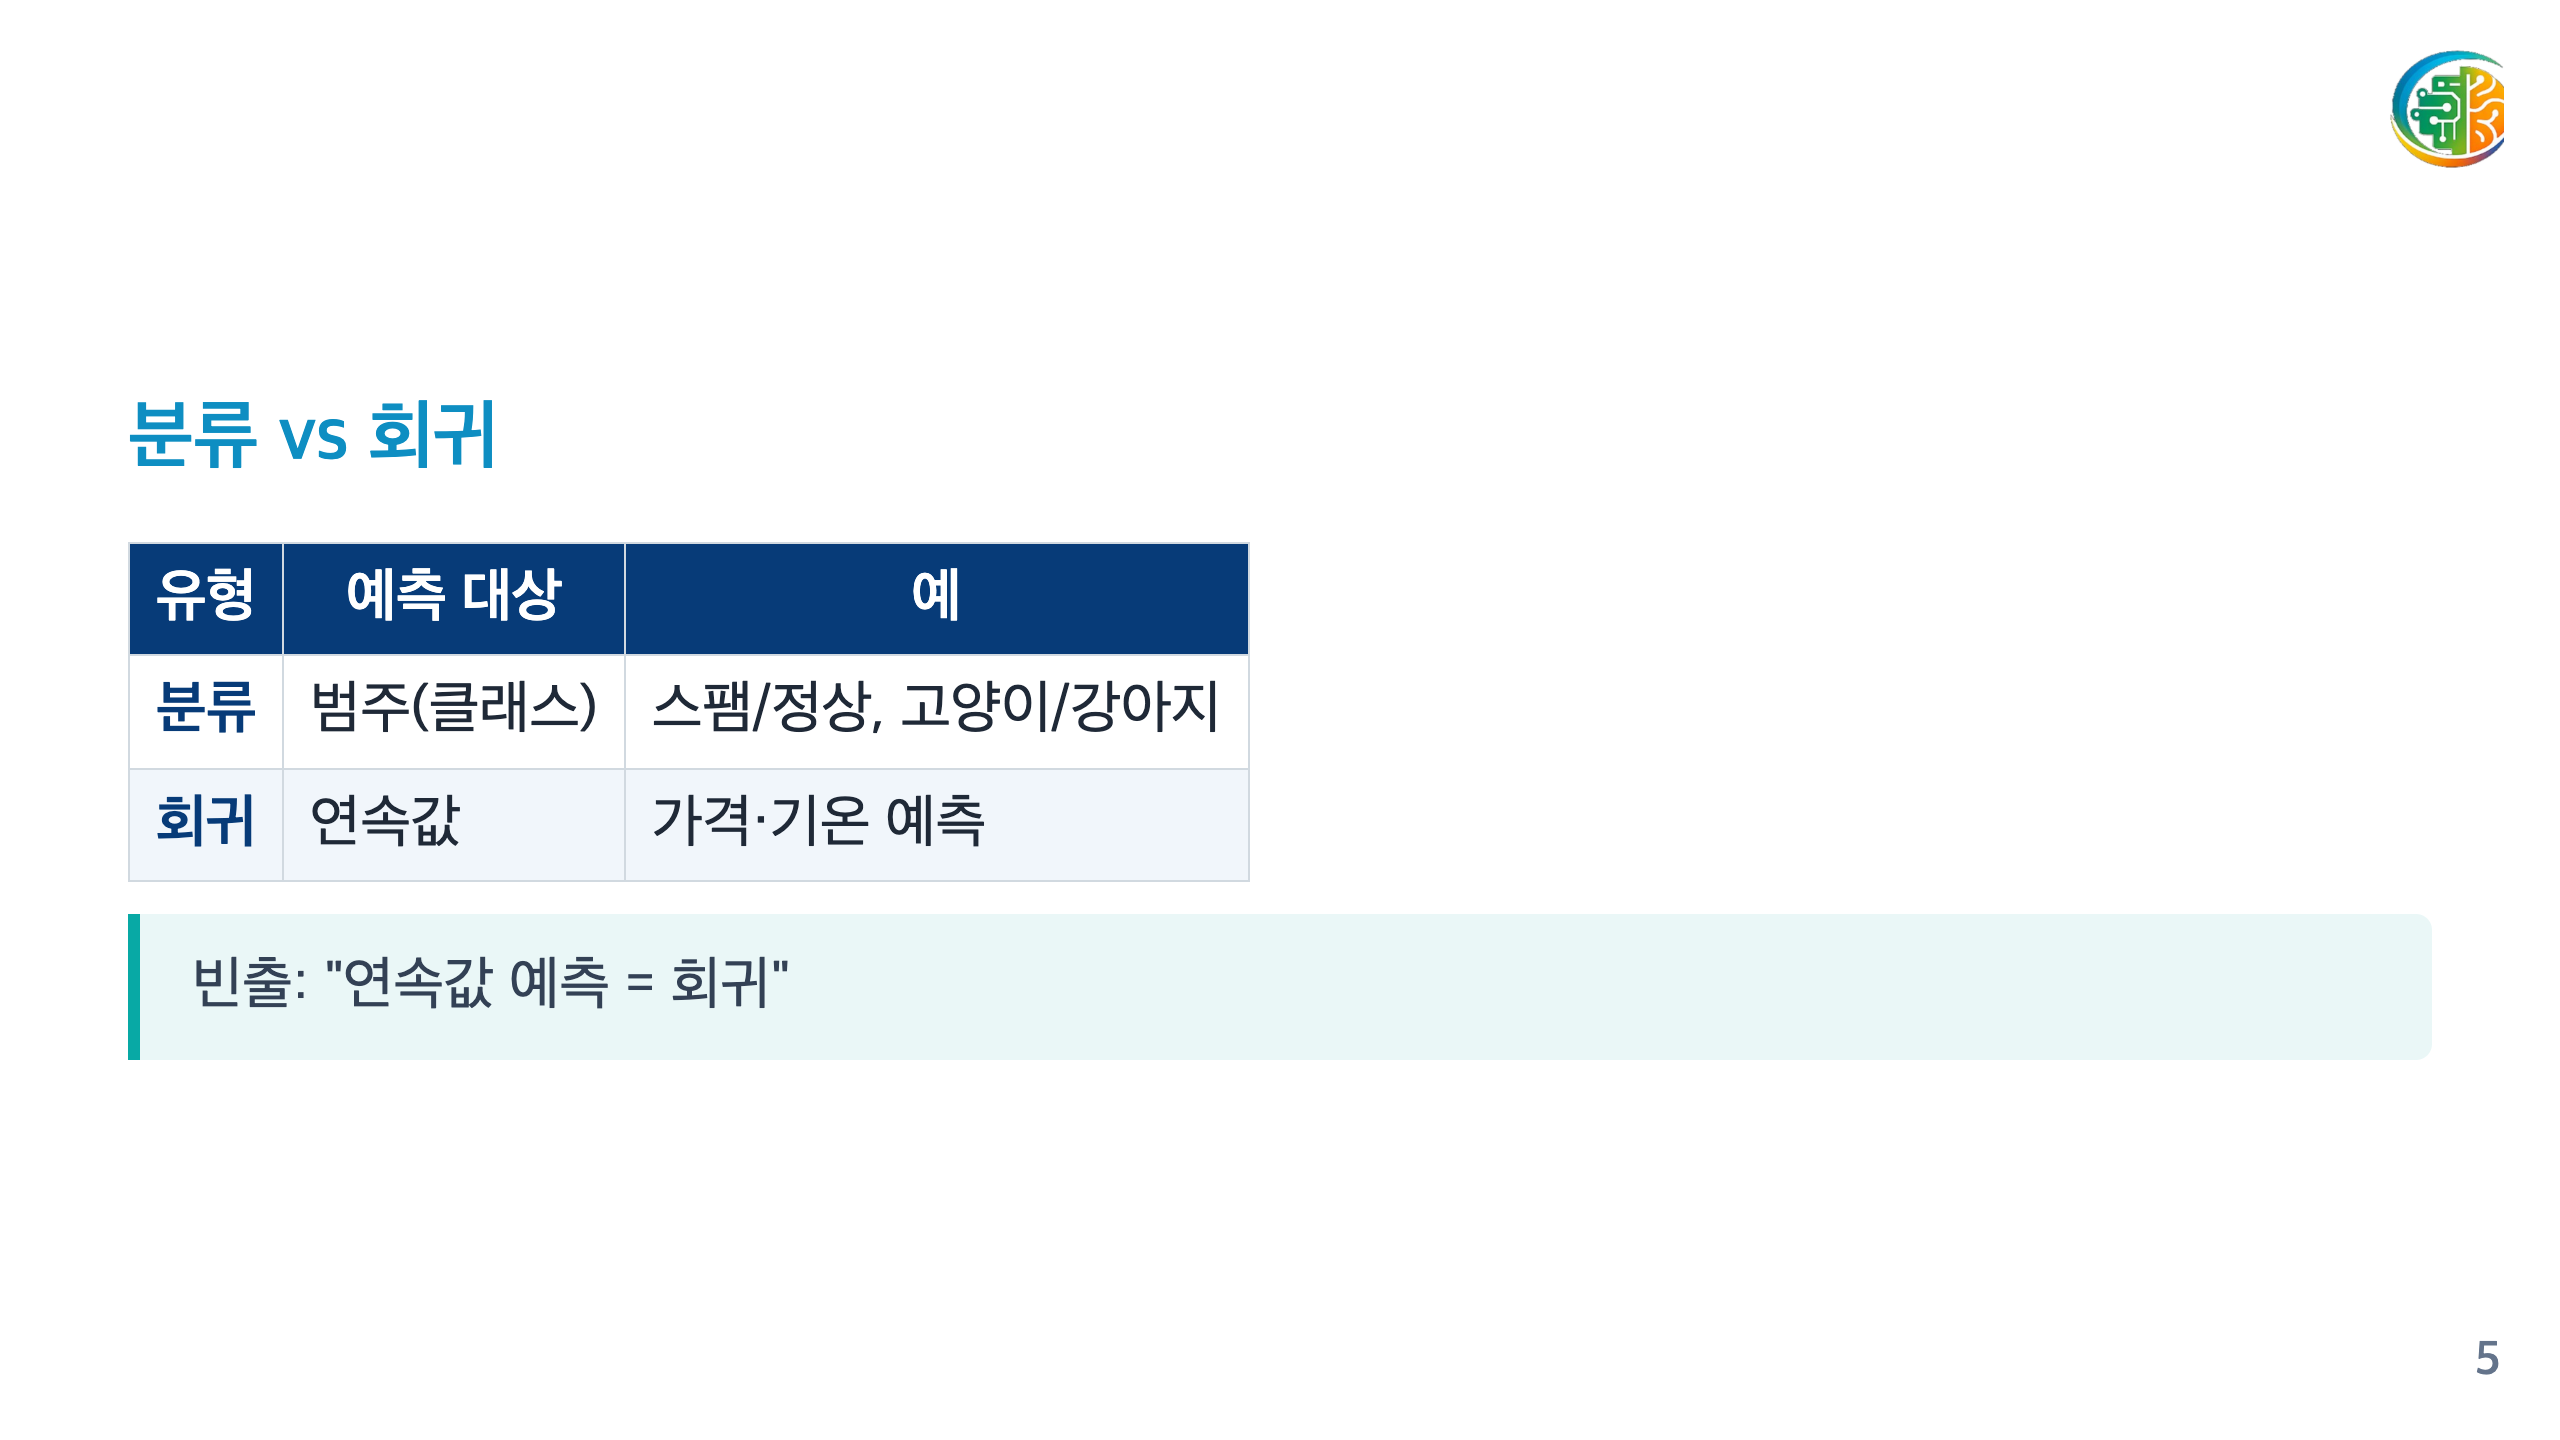 분류 vs 회귀
유형 예측 대상 예
분류 범주(클래스) 스팸/정상, 고양이/강아지
회귀 연속값 가격·기온 예측
빈출: "연속값 예측 = 회귀"
5